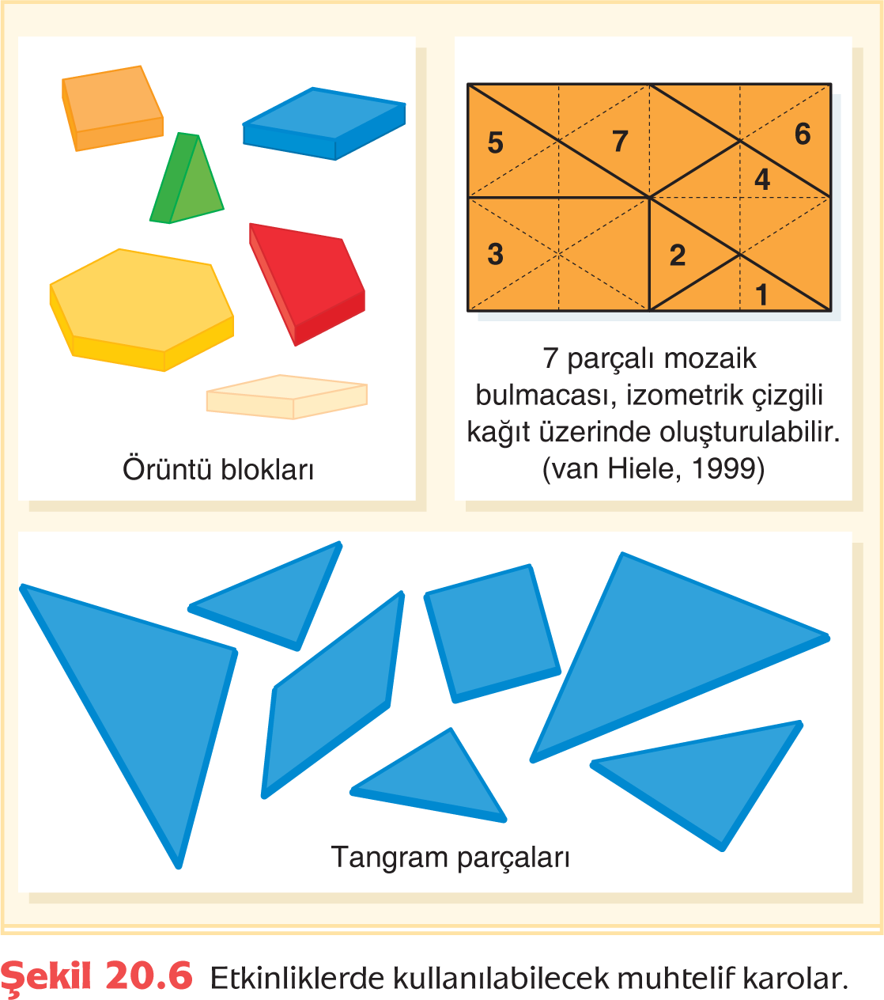 Örüntü blokları
5
7
6
4
3
2
1
7 parçalı mozaik
bulmacası, izometrik çizgili
kağıt üzerinde oluşturulabilir.
(van Hiele, 1999)
Tangram parçaları
Şekil 20.6 Etkinliklerde kullanılabilecek muhtelif karolar.